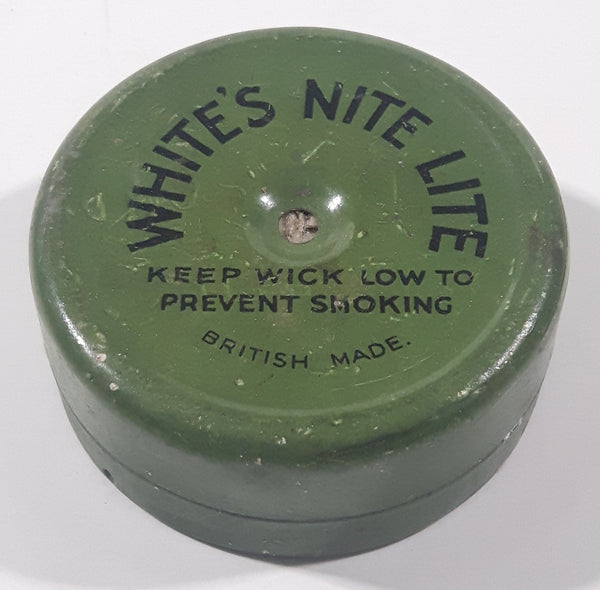 WHITE'S NITE LITE
KEEP WICK LOW TO
PREVENT SMOKING
BRITISH MADE.